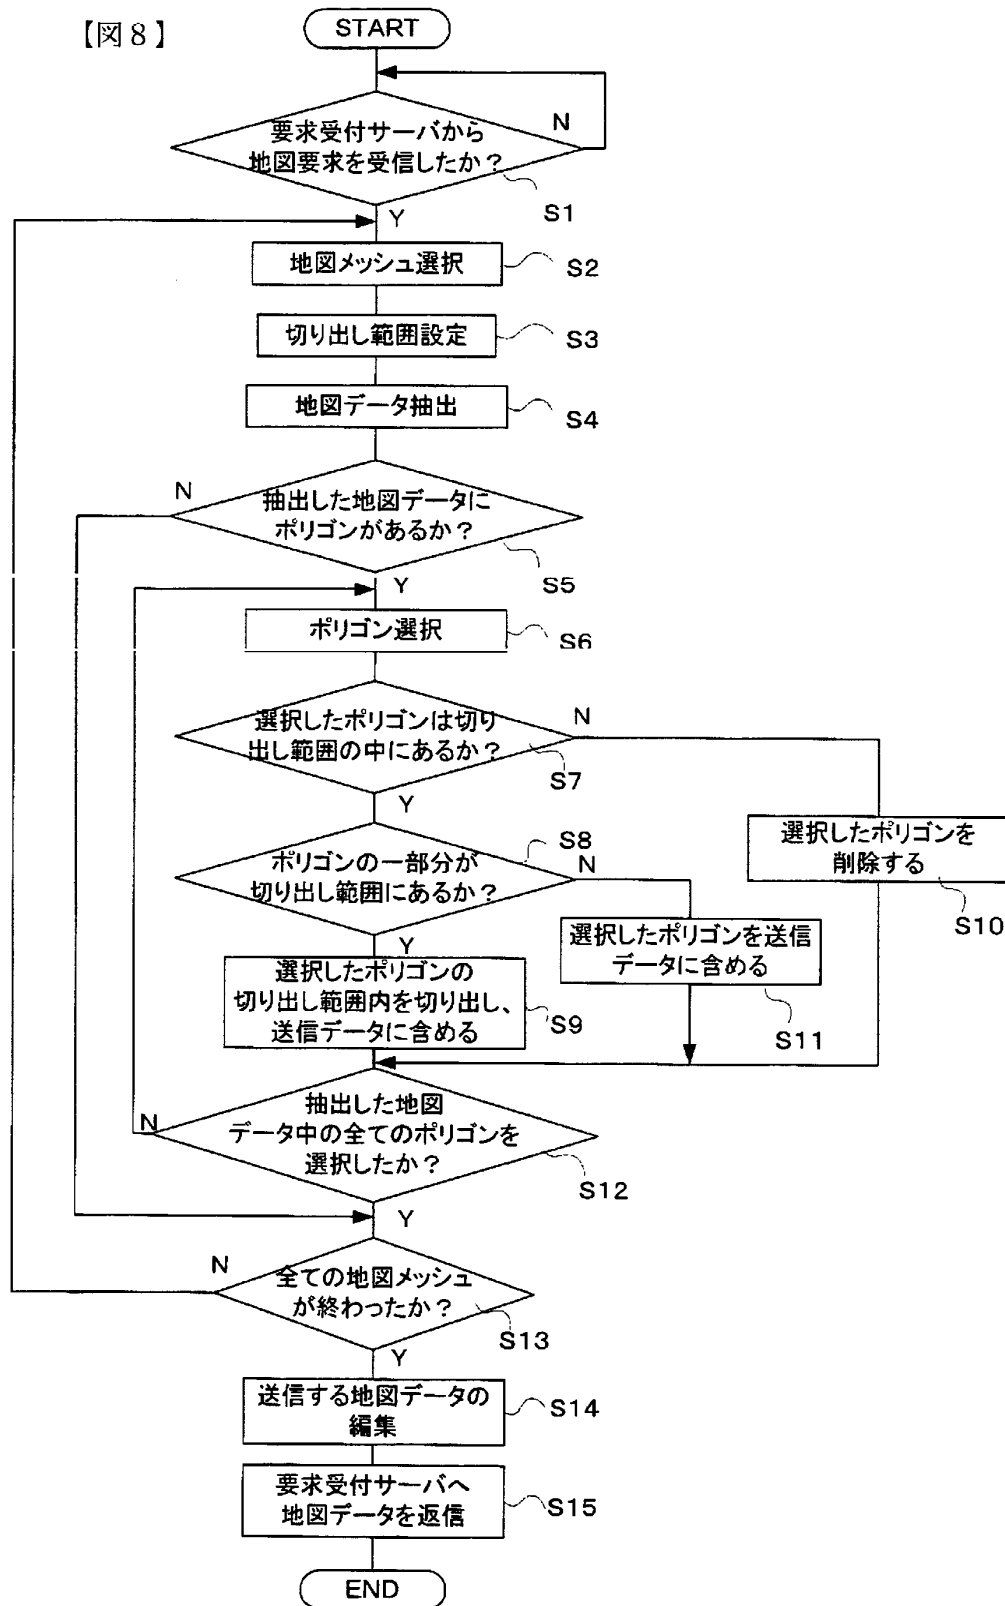 【図８】
START
要求受付サーバから
地図要求を受信したか？
N
S1
Y
地図メッシュ選択
S2
切り出し範囲設定
S3
地図データ抽出
S4
N
抽出した地図データに
ポリゴンがあるか？
S5
Y
ポリゴン選択
S6
選択したポリゴンは切り
出し範囲の中にあるか？
N
S7
Y
選択したポリゴンを
削除する
S10
S8
ポリゴンの一部分が
切り出し範囲にあるか？
N
選択したポリゴンを送信
データに含める
S11
Y
選択したポリゴンの
切り出し範囲内を切り出し、
送信データに含める
S9
抽出した地図
データ中の全てのポリゴンを
選択したか？
N
S12
Y
N
全ての地図メッシュ
が終わったか？
S13
Y
送信する地図データの
編集
S14
要求受付サーバへ
地図データを返信
S15
END